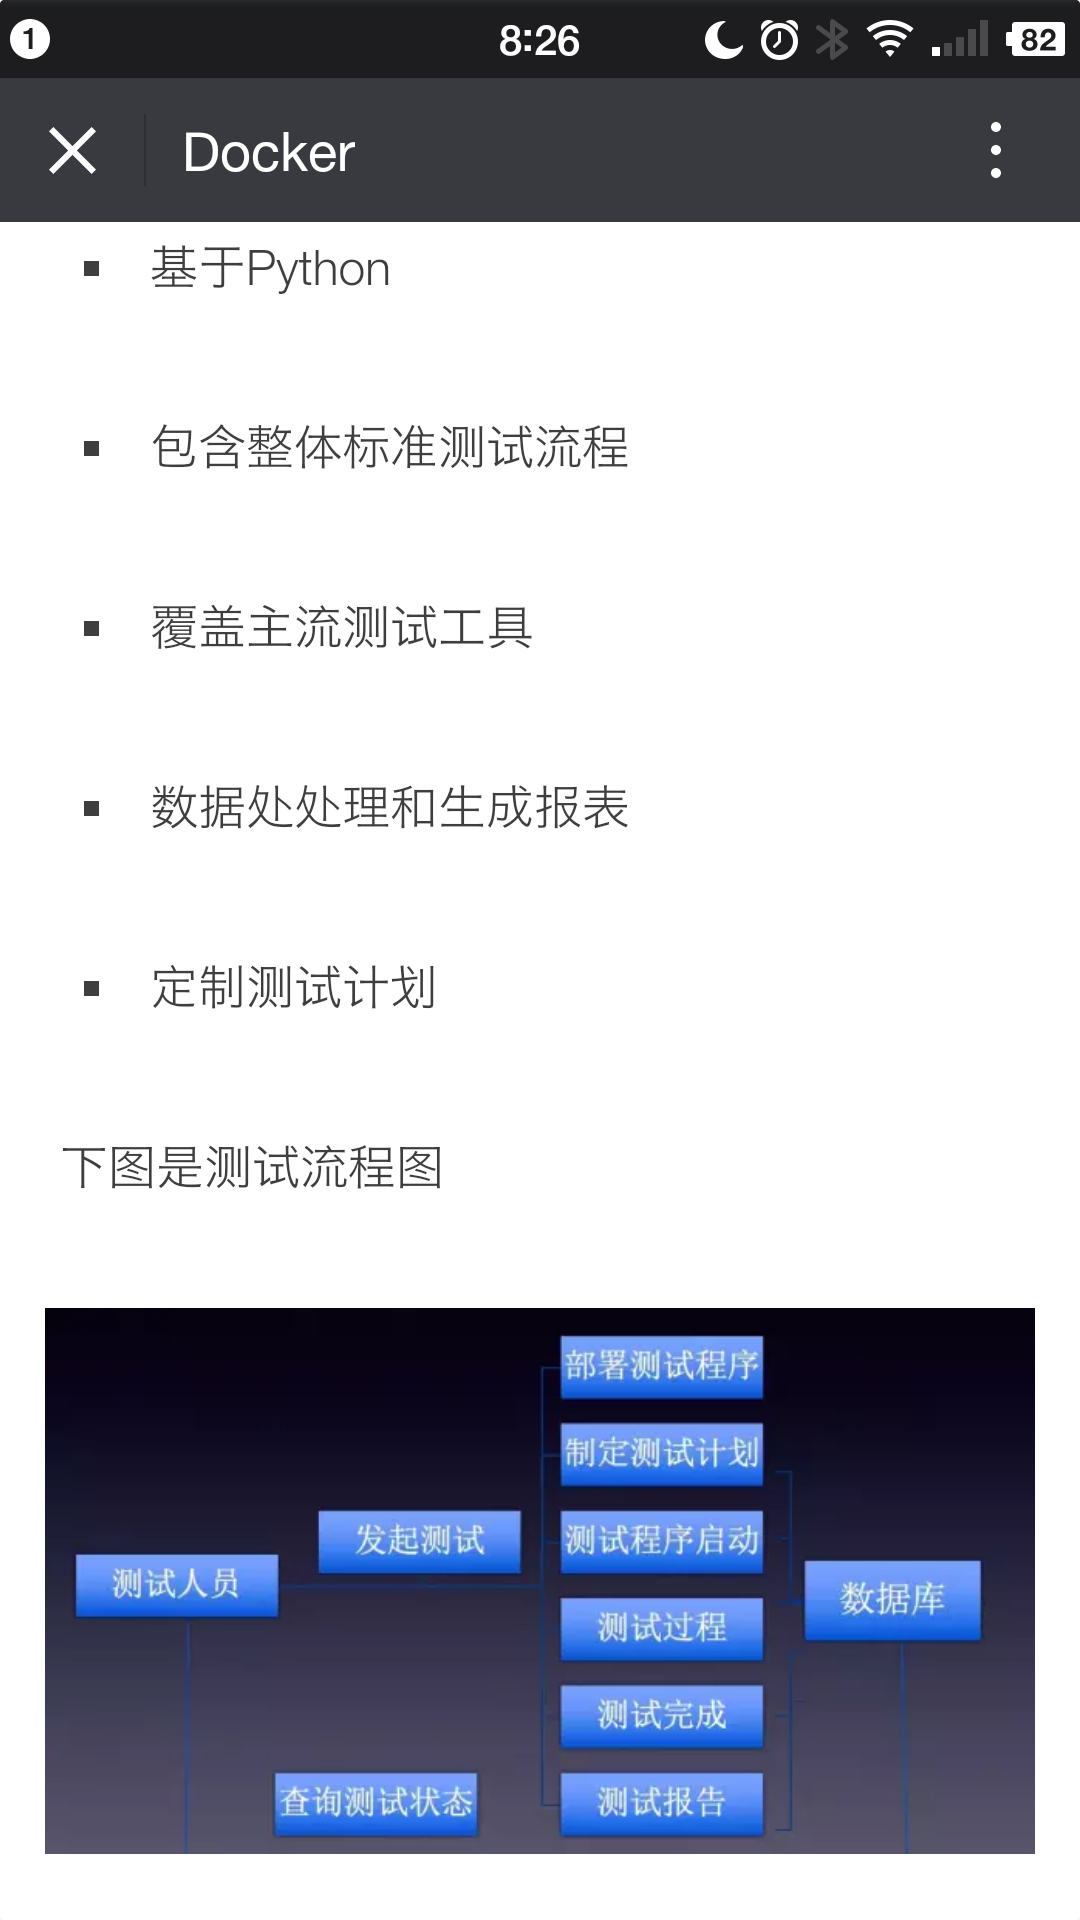 1
8:26
82
Docker
基于Python
包含整体标准测试流程
覆盖主流测试工具
数据处处理和生成报表
定制测试计划
下图是测试流程图
部署测试程序
制定测试计划
发起测试
测试程序启动
测试人员
数据库
测试过程
测试完成
查询测试状态
测试报告